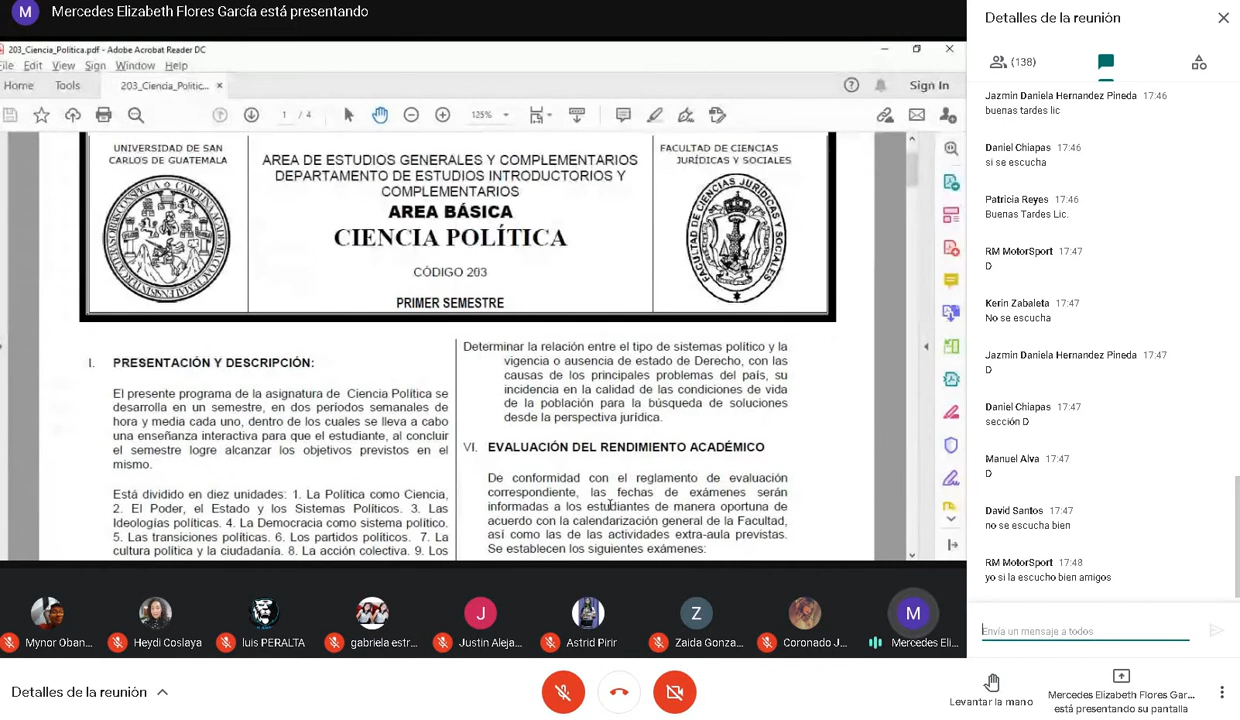 M Mercedes Elizabeth Flores García está presentando
203_Ciencia_Politica.pdf - Adobe Acrobat Reader DC
File Edit View Sign Window Help
Home Tools 203_Ciencia_Politic... × Sign In
1 / 4 125%
UNIVERSIDAD DE SAN
CARLOS DE GUATEMALA
AREA DE ESTUDIOS GENERALES Y COMPLEMENTARIOS
DEPARTAMENTO DE ESTUDIOS INTRODUCTORIOS Y
COMPLEMENTARIOS
AREA BÁSICA
CIENCIA POLÍTICA
CÓDIGO 203
PRIMER SEMESTRE
FACULTAD DE CIENCIAS
JURÍDICAS Y SOCIALES
I. PRESENTACIÓN Y DESCRIPCIÓN:
El presente programa de la asignatura de Ciencia Política se
desarrolla en un semestre, en dos períodos semanales de
hora y media cada uno, dentro de los cuales se lleva a cabo
una enseñanza interactiva para que el estudiante, al concluir
el semestre logre alcanzar los objetivos previstos en el
mismo.
Está dividido en diez unidades: 1. La Política como Ciencia,
2. El Poder, el Estado y los Sistemas Políticos. 3. Las
Ideologías políticas. 4. La Democracia como sistema político.
5. Las transiciones políticas. 6. Los partidos políticos. 7. La
cultura política y la ciudadanía. 8. La acción colectiva. 9. Los
Determinar la relación entre el tipo de sistemas político y la
vigencia o ausencia de estado de Derecho, con las
causas de los principales problemas del país, su
incidencia en la calidad de las condiciones de vida
de la población para la búsqueda de soluciones
desde la perspectiva jurídica.
VI. EVALUACIÓN DEL RENDIMIENTO ACADÉMICO
De conformidad con el reglamento de evaluación
correspondiente, las fechas de exámenes serán
informadas a los estudiantes de manera oportuna de
acuerdo con la calendarización general de la Facultad,
así como las de las actividades extra-aula previstas.
Se establecen los siguientes exámenes:
Mynor Oban...
Heydi Coslaya
luis PERALTA
gabriela estr...
J
Justin Aleja...
Astrid Pirir
Z
Zaida Gonza...
Coronado J...
M
Mercedes Eli...
Detalles de la reunión
Detalles de la reunión
(138)
Jazmín Daniela Hernandez Pineda 17:46
buenas tardes lic
Daniel Chiapas 17:46
si se escucha
Patricia Reyes 17:46
Buenas Tardes Lic.
RM MotorSport 17:47
D
Kerin Zabaleta 17:47
No se escucha
Jazmín Daniela Hernandez Pineda 17:47
D
Daniel Chiapas 17:47
sección D
Manuel Alva 17:47
D
David Santos 17:47
no se escucha bien
RM MotorSport 17:48
yo si la escucho bien amigos
Envía un mensaje a todos
Levantar la mano
Mercedes Elizabeth Flores Gar...
está presentando su pantalla